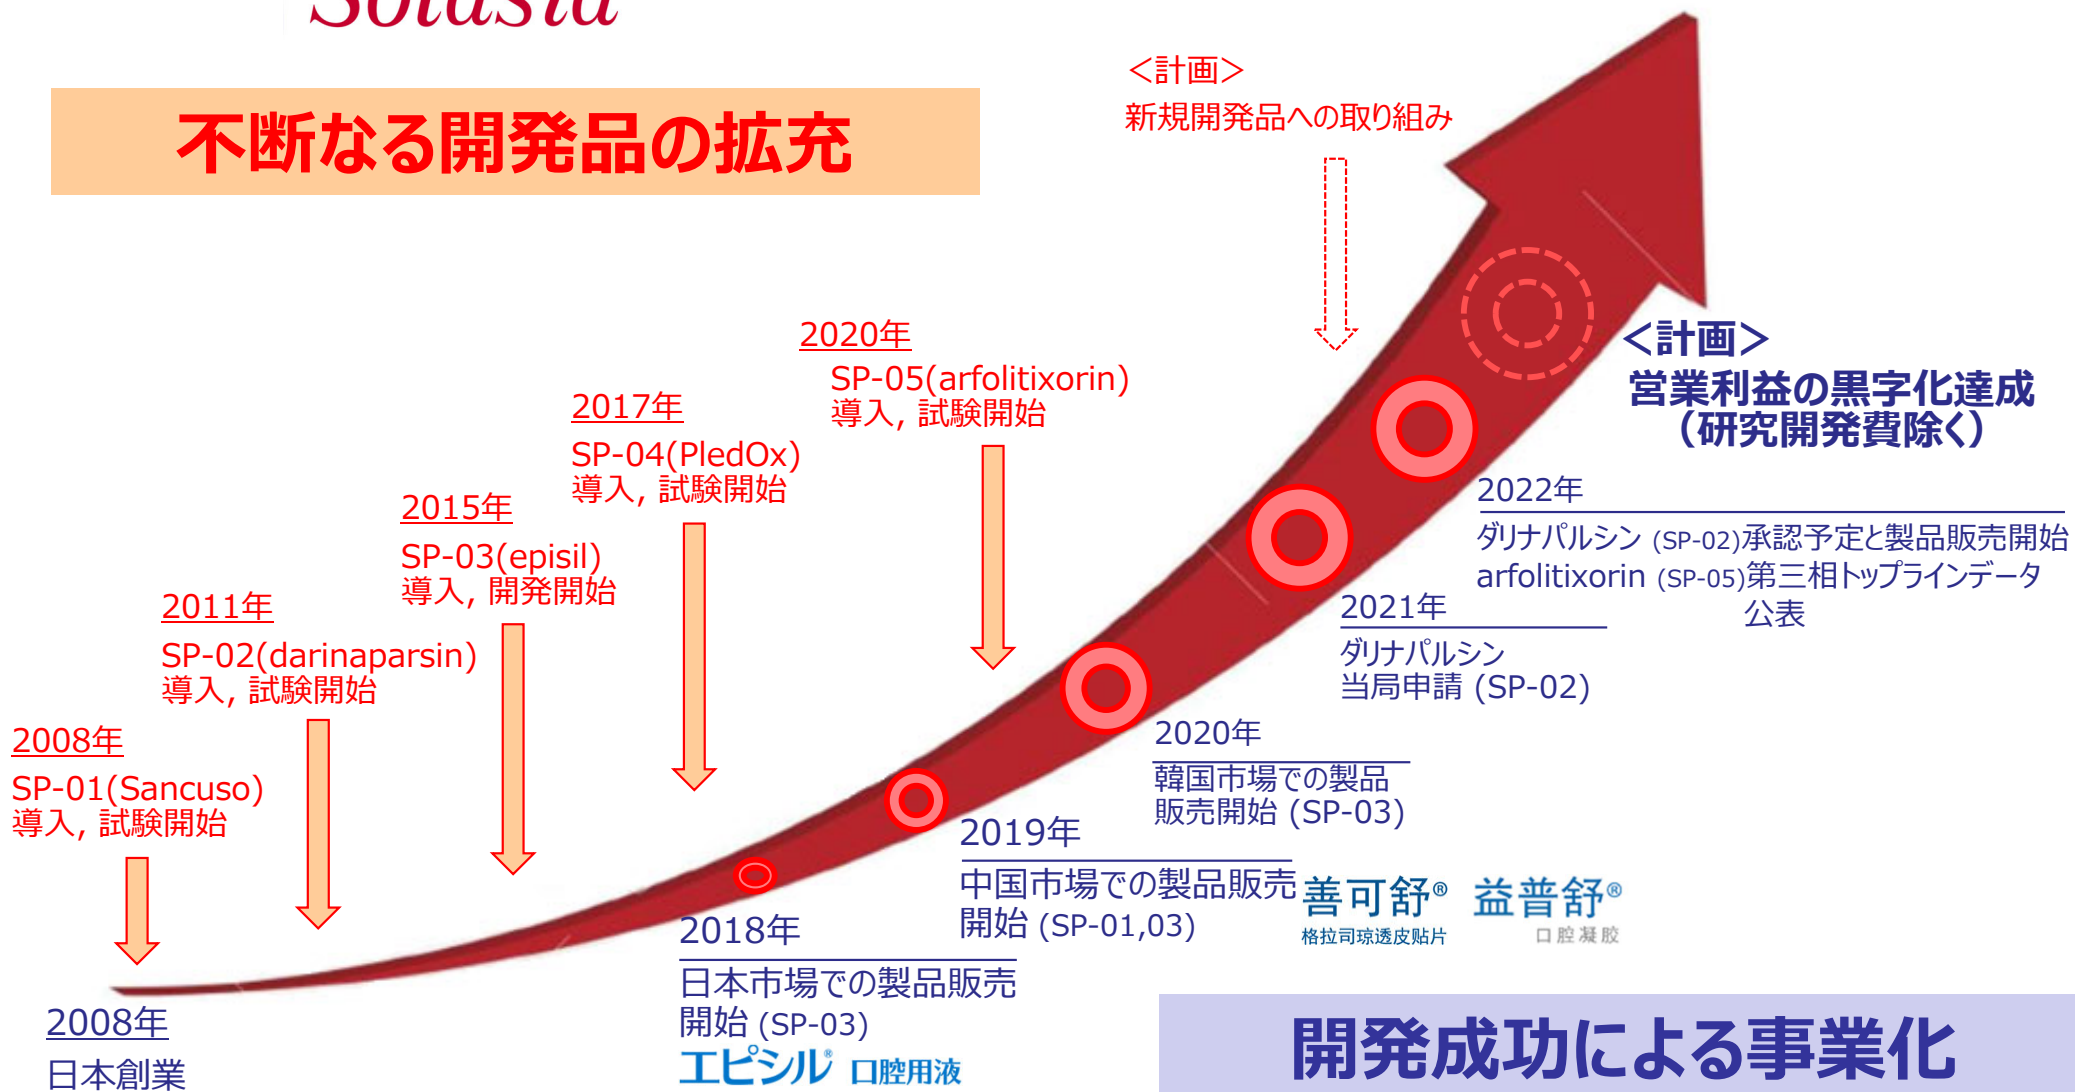 Solasia
不断なる開発品の拡充
<計画>
新規開発品への取り組み
2020年
SP-05(arfolitixorin)
導入, 試験開始
2017年
SP-04(PledOx)
導入, 試験開始
2015年
SP-03(episil)
導入, 開発開始
2011年
SP-02(darinaparsin)
導入, 試験開始
2008年
SP-01(Sancuso)
導入, 試験開始
<計画>
営業利益の黒字化達成
(研究開発費除く)
2022年
ダリナパルシン (SP-02)承認予定と製品販売開始
arfolitixorin (SP-05)第三相トップラインデータ
公表
2021年
ダリナパルシン
当局申請 (SP-02)
2020年
韓国市場での製品
販売開始 (SP-03)
2019年
中国市場での製品販売
開始 (SP-01,03)
善可舒®
格拉司琼透皮贴片
益普舒®
口腔凝胶
2018年
日本市場での製品販売
開始 (SP-03)
エピシル® 口腔用液
2008年
日本創業
開発成功による事業化